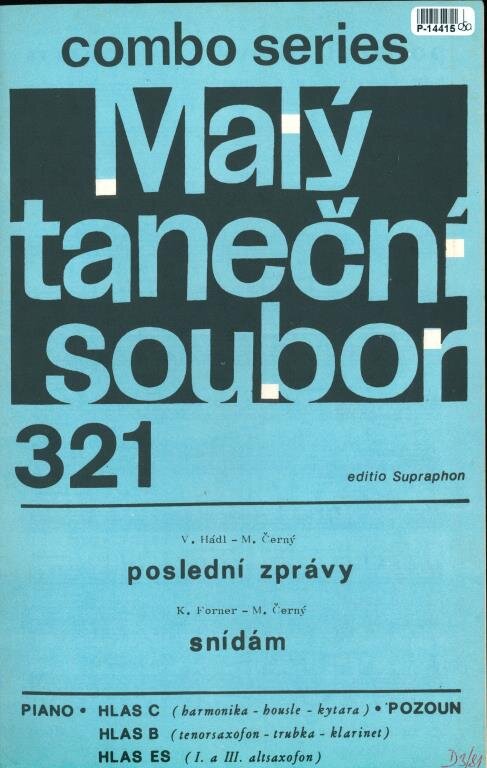 P-14415
080
combo series
Malý
taneční
soubor
321
editio Supraphon
V. Hádl - M. Černý
poslední zprávy
K. Forner - M. Černý
snídám
PIANO • HLAS C (harmonika - housle - kytara) • POZOUN
HLAS B (tenorsaxofon - trubka - klarinet)
HLAS ES (I. a III. altsaxofon)